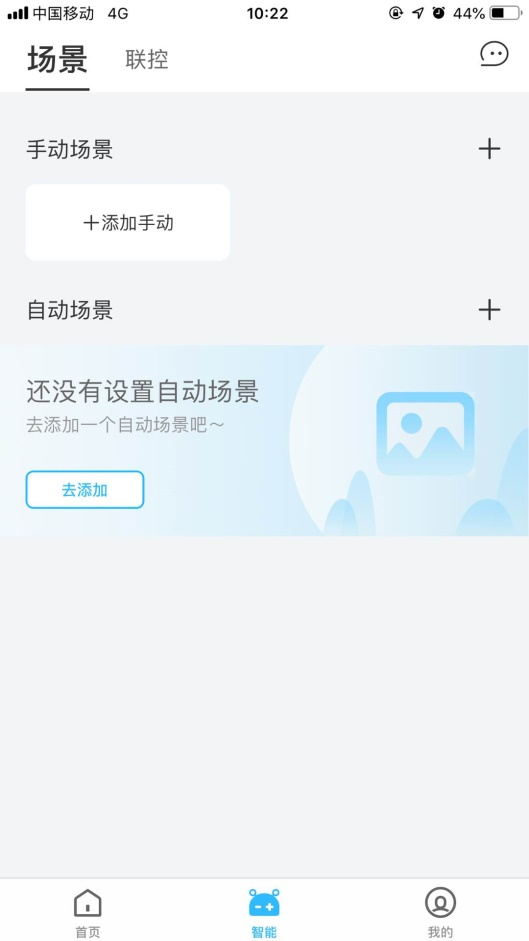 中国移动 4G 10:22 44%
场景 联控
手动场景
+添加手动
自动场景
还没有设置自动场景
去添加一个自动场景吧～
去添加
首页 智能 我的